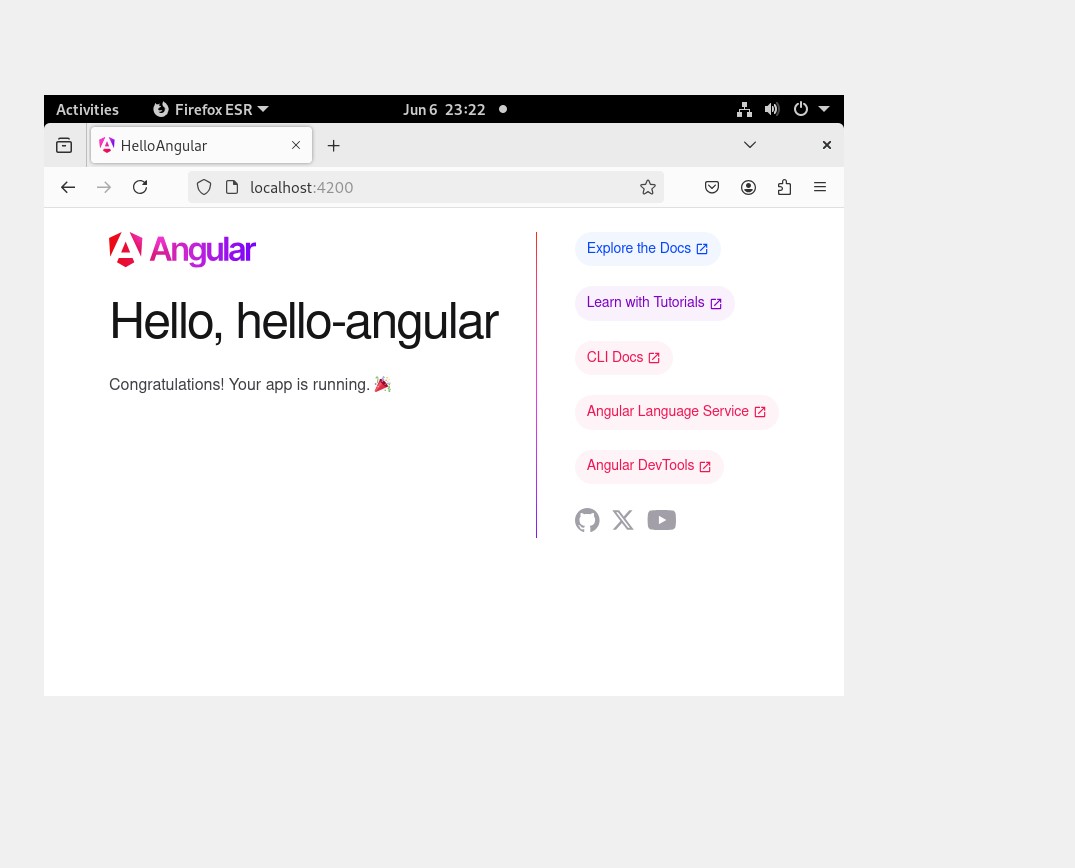 Activities Firefox ESR Jun 6 23:22
HelloAngular
localhost:4200
Angular
Hello, hello-angular
Congratulations! Your app is running. 🎉
Explore the Docs
Learn with Tutorials
CLI Docs
Angular Language Service
Angular DevTools